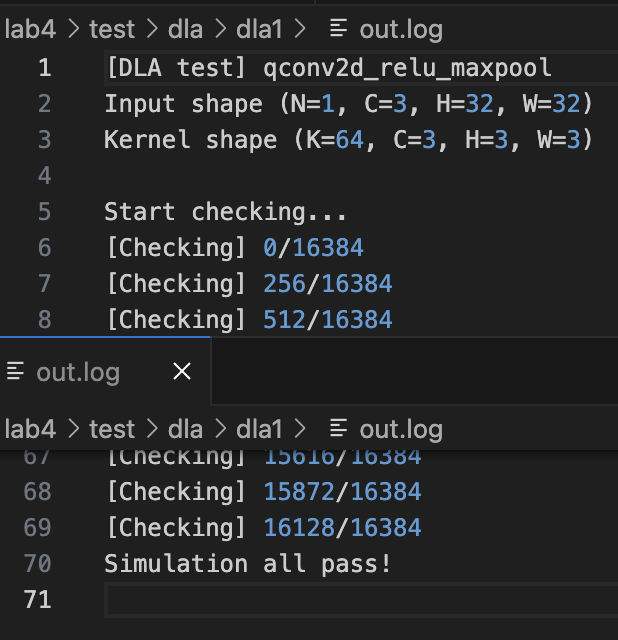 lab4 > test > dla > dla1 > out.log
1 [DLA test] qconv2d_relu_maxpool
2 Input shape (N=1, C=3, H=32, W=32)
3 Kernel shape (K=64, C=3, H=3, W=3)
4
5 Start checking...
6 [Checking] 0/16384
7 [Checking] 256/16384
8 [Checking] 512/16384
out.log
lab4 > test > dla > dla1 > out.log
67 [Checking] 15616/16384
68 [Checking] 15872/16384
69 [Checking] 16128/16384
70 Simulation all pass!
71